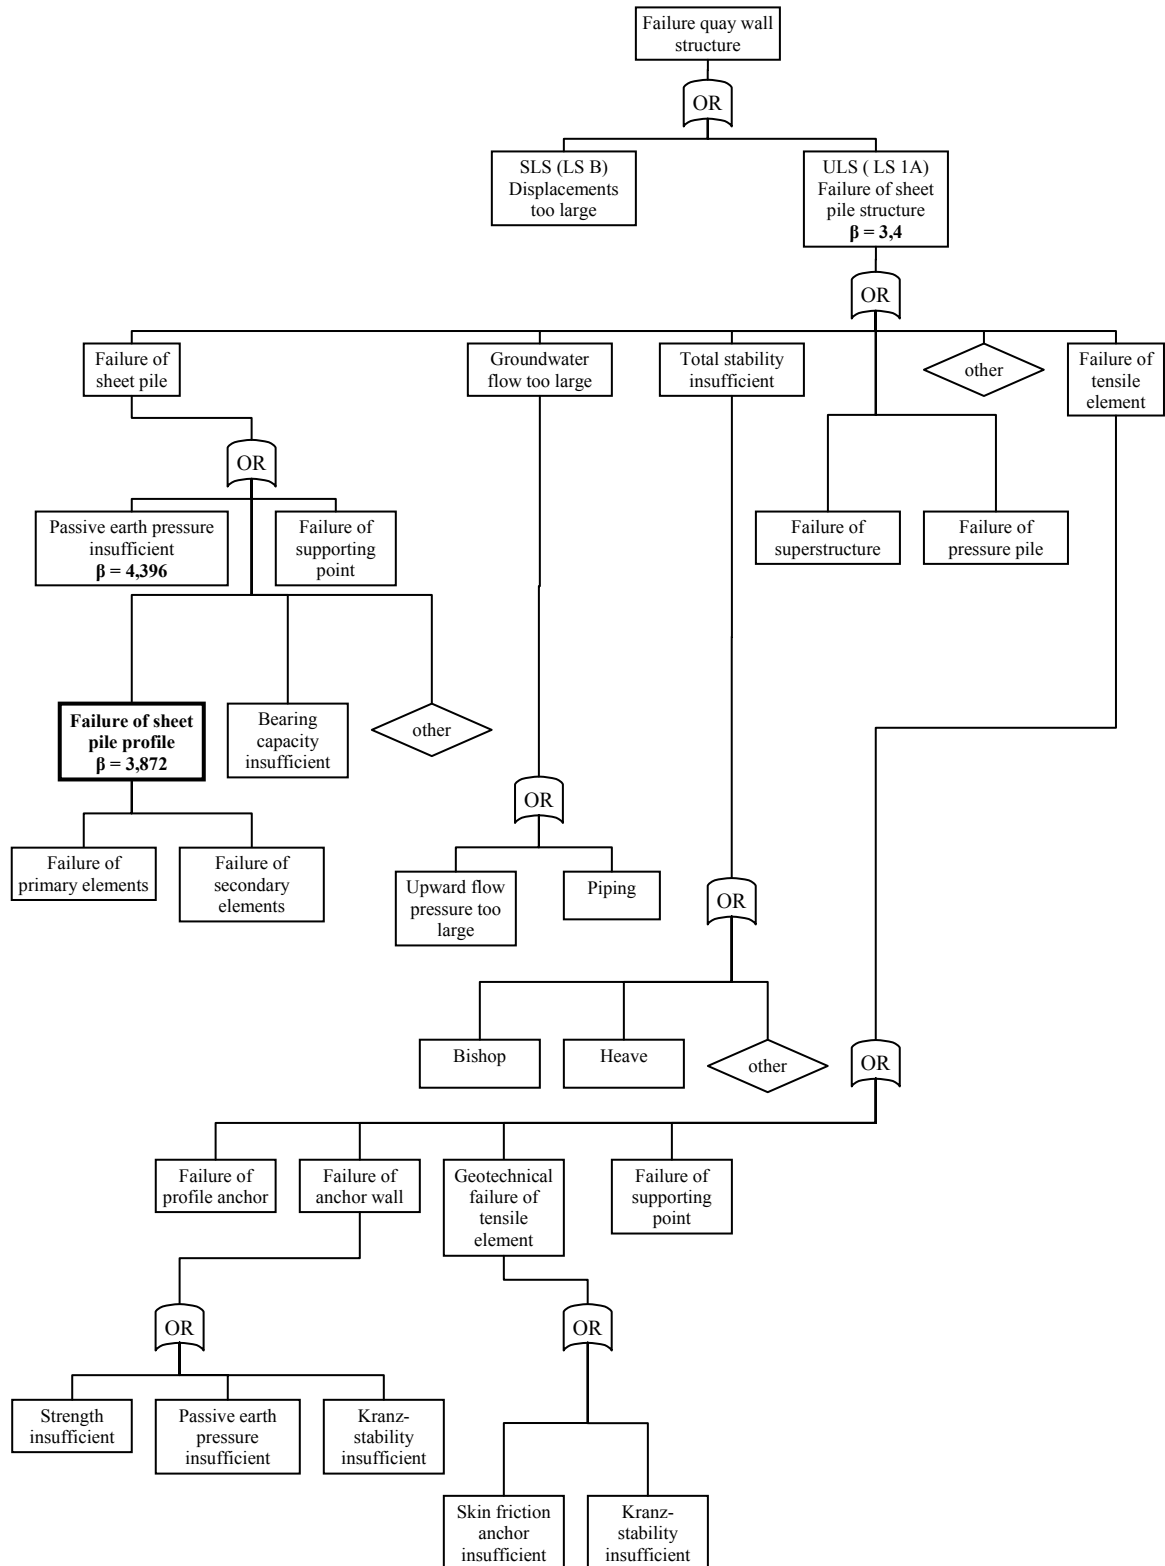 Failure quay wall
structure
OR
SLS (LS B)
Displacements
too large
ULS ( LS 1A)
Failure of sheet
pile structure
β = 3,4
OR
Failure of
sheet pile
Groundwater
flow too large
Total stability
insufficient
other
Failure of
tensile
element
OR
Passive earth pressure
insufficient
β = 4,396
Failure of
supporting
point
Failure of
superstructure
Failure of
pressure pile
Failure of sheet
pile profile
β = 3,872
Bearing
capacity
insufficient
other
OR
Failure of
primary elements
Failure of
secondary
elements
Upward flow
pressure too
large
Piping
OR
Bishop
Heave
other
OR
Failure of
profile anchor
Failure of
anchor wall
Geotechnical
failure of
tensile
element
Failure of
supporting
point
OR
OR
Strength
insufficient
Passive earth
pressure
insufficient
Kranz-
stability
insufficient
Skin friction
anchor
insufficient
Kranz-
stability
insufficient